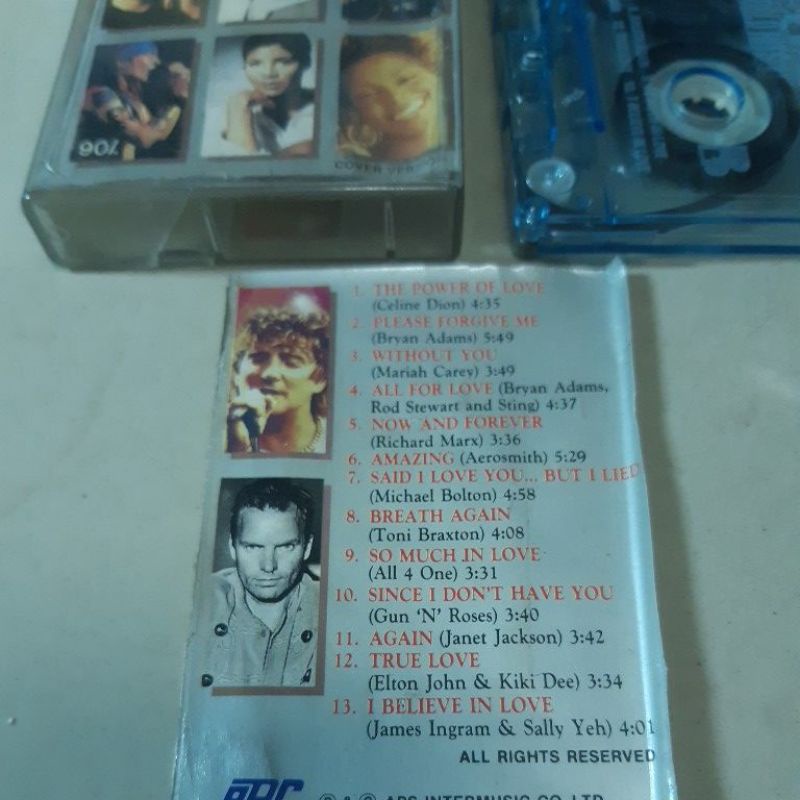 902
COVER VER
1. THE POWER OF LOVE
(Celine Dion) 4:35
2. PLEASE FORGIVE ME
(Bryan Adams) 5:49
3. WITHOUT YOU
(Mariah Carey) 3:49
4. ALL FOR LOVE (Bryan Adams,
Rod Stewart and Sting) 4:37
5. NOW AND FOREVER
(Richard Marx) 3:36
6. AMAZING (Aerosmith) 5:29
7. SAID I LOVE YOU... BUT I LIED
(Michael Bolton) 4:58
8. BREATH AGAIN
(Toni Braxton) 4:08
9. SO MUCH IN LOVE
(All 4 One) 3:31
10. SINCE I DON'T HAVE YOU
(Gun 'N' Roses) 3:40
11. AGAIN (Janet Jackson) 3:42
12. TRUE LOVE
(Elton John & Kiki Dee) 3:34
13. I BELIEVE IN LOVE
(James Ingram & Sally Yeh) 4:01
ALL RIGHTS RESERVED
INTERMUSIC CO. LTD